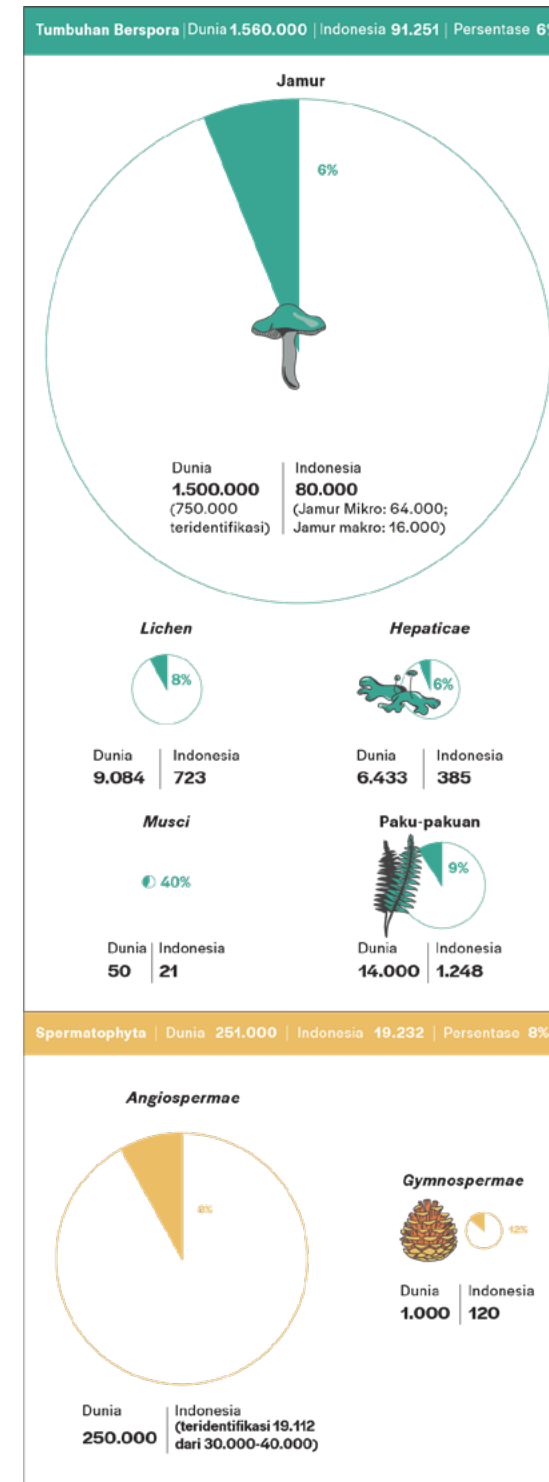 Tumbuhan Berspora | Dunia 1.560.000 | Indonesia 91.251 | Persentase 6%
Jamur
6%
Dunia
1.500.000
(750.000
teridentifikasi)
Indonesia
80.000
(Jamur Mikro: 64.000;
Jamur makro: 16.000)
Lichen
8%
Dunia
9.084
Indonesia
723
Hepaticae
6%
Dunia
6.433
Indonesia
385
Musci
40%
Dunia
50
Indonesia
21
Paku-pakuan
9%
Dunia
14.000
Indonesia
1.248
Spermatophyta | Dunia 251.000 | Indonesia 19.232 | Persentase 8%
Angiospermae
8%
Dunia
250.000
Indonesia
(teridentifikasi 19.112
dari 30.000-40.000)
Gymnospermae
12%
Dunia
1.000
Indonesia
120